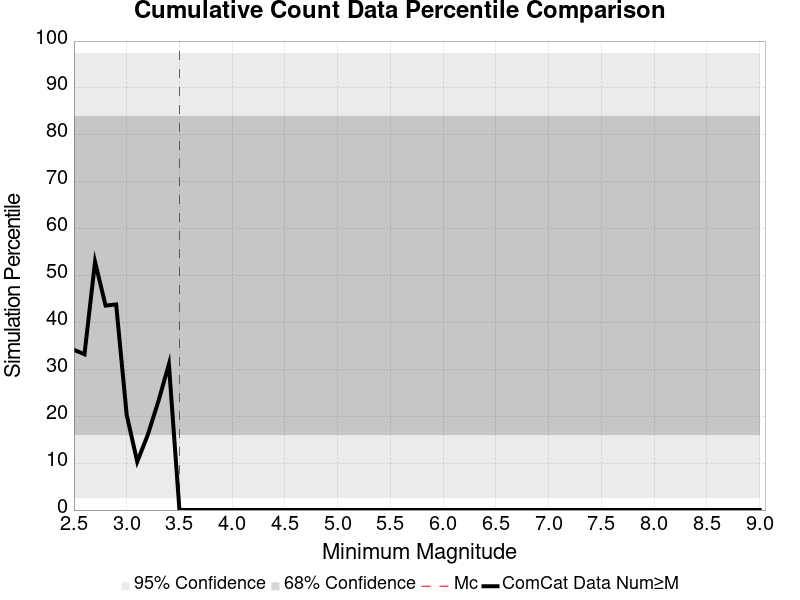 Cumulative Count Data Percentile Comparison
100
90
80
70
60
50
40
30
20
10
0
Simulation Percentile
2.5 3.0 3.5 4.0 4.5 5.0 5.5 6.0 6.5 7.0 7.5 8.0 8.5 9.0
Minimum Magnitude
95% Confidence 68% Confidence Mc ComCat Data Num≥M